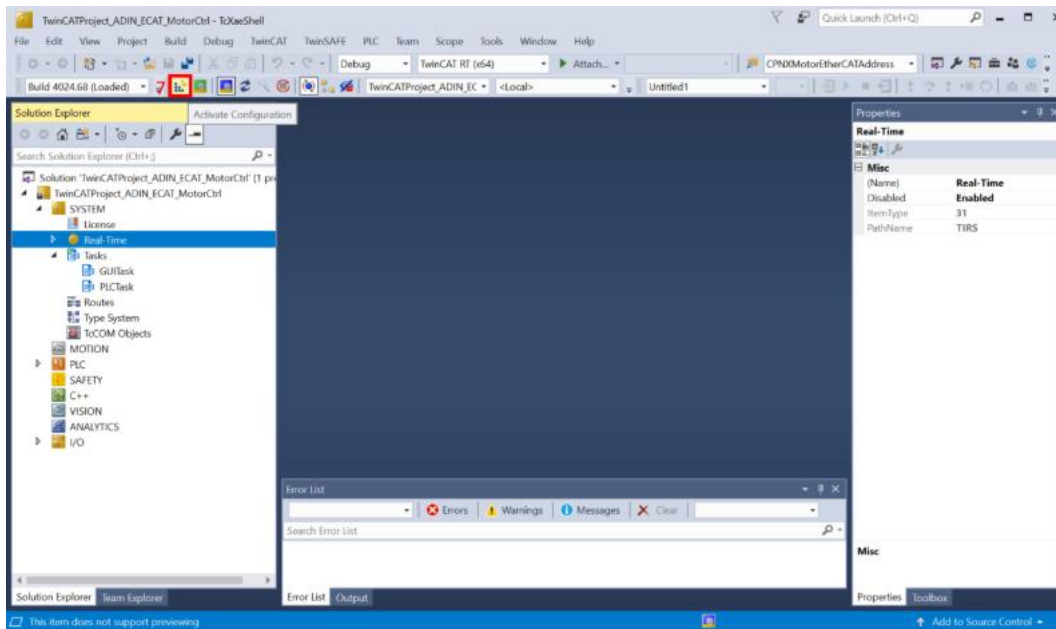 TwinCATProject_ADIN_ECAT_MotorCtrl - TcXaeShell
Quick Launch (Ctrl+Q)
File Edit View Project Build Debug TwinCAT TwinSAFE PLC Team Scope Tools Window Help
Debug TwinCAT RT (x64) Attach... CPNXMotorEtherCATAddress
Build 4024.68 (Loaded) TwinCATProject_ADIN_EC <Local> Untitled1
Solution Explorer
Activate Configuration
Search Solution Explorer (Ctrl+;)
Solution 'TwinCATProject_ADIN_ECAT_MotorCtrl' (1 pro
TwinCATProject_ADIN_ECAT_MotorCtrl
SYSTEM
License
Real-Time
Tasks
GUITask
PLCTask
Routes
Type System
TcCOM Objects
MOTION
PLC
SAFETY
C++
VISION
ANALYTICS
I/O
Solution Explorer Team Explorer
Error List
Errors Warnings Messages Clear
Search Error List
Error List Output
Properties
Real-Time
Misc
(Name) Real-Time
Disabled Enabled
ItemType 31
PathName TIRS
Misc
Properties Toolbox
This item does not support previewing
Add to Source Control